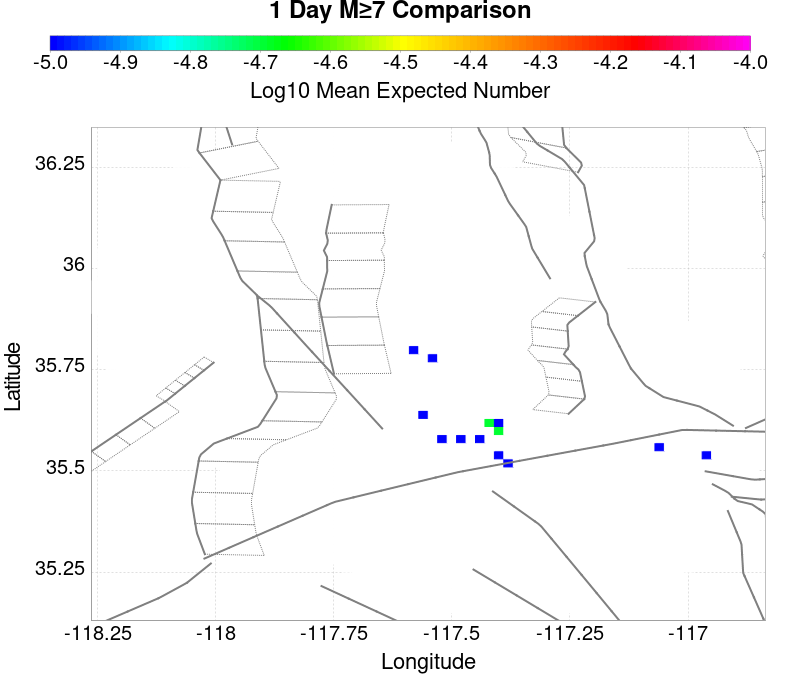 1 Day M≥7 Comparison
-5.0 -4.9 -4.8 -4.7 -4.6 -4.5 -4.4 -4.3 -4.2 -4.1 -4.0
Log10 Mean Expected Number
36.25
36
35.75
35.5
35.25
Latitude
-118.25 -118 -117.75 -117.5 -117.25 -117
Longitude